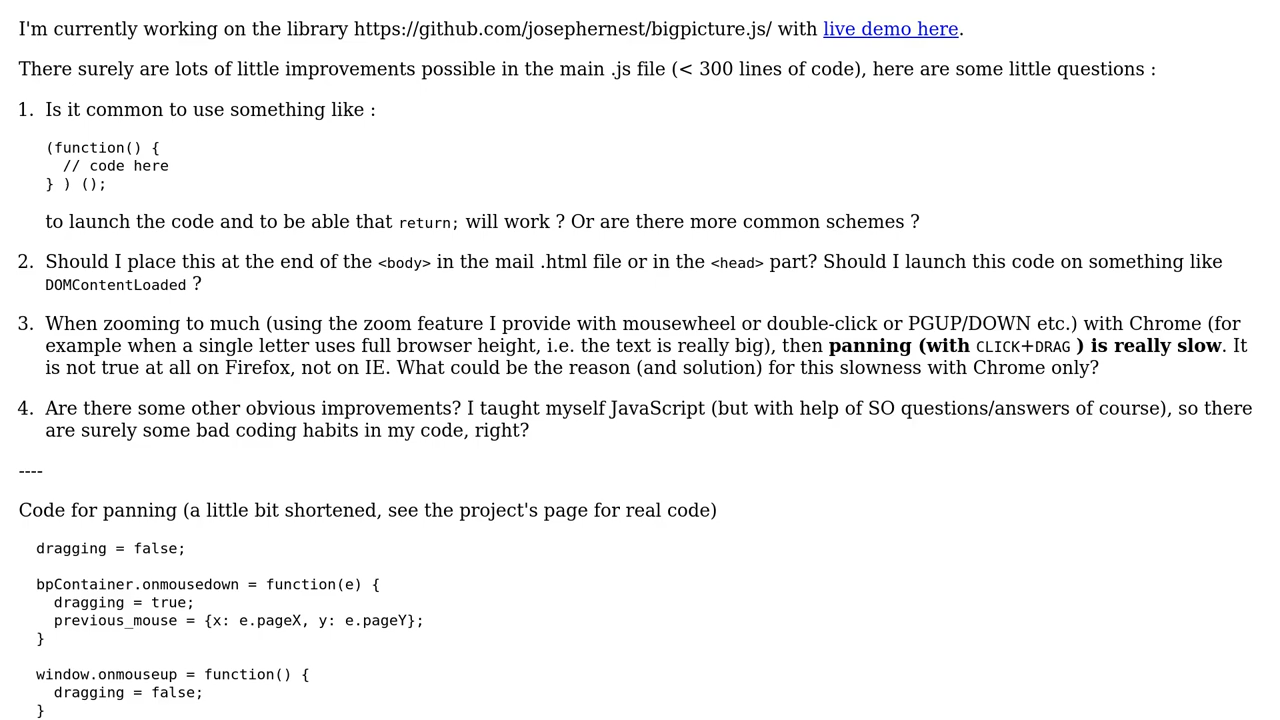 I'm currently working on the library https://github.com/josephernest/bigpicture.js/ with live demo here.
There surely are lots of little improvements possible in the main .js file (< 300 lines of code), here are some little questions :
1. Is it common to use something like :
(function() {
  // code here
} ) ();
to launch the code and to be able that return; will work ? Or are there more common schemes ?
2. Should I place this at the end of the <body> in the mail .html file or in the <head> part? Should I launch this code on something like
DOMContentLoaded ?
3. When zooming to much (using the zoom feature I provide with mousewheel or double-click or PGUP/DOWN etc.) with Chrome (for
example when a single letter uses full browser height, i.e. the text is really big), then panning (with CLICK+DRAG ) is really slow. It
is not true at all on Firefox, not on IE. What could be the reason (and solution) for this slowness with Chrome only?
4. Are there some other obvious improvements? I taught myself JavaScript (but with help of SO questions/answers of course), so there
are surely some bad coding habits in my code, right?
----
Code for panning (a little bit shortened, see the project's page for real code)
dragging = false;
bpContainer.onmousedown = function(e) {
  dragging = true;
  previous_mouse = {x: e.pageX, y: e.pageY};
}
window.onmouseup = function() {
  dragging = false;
}